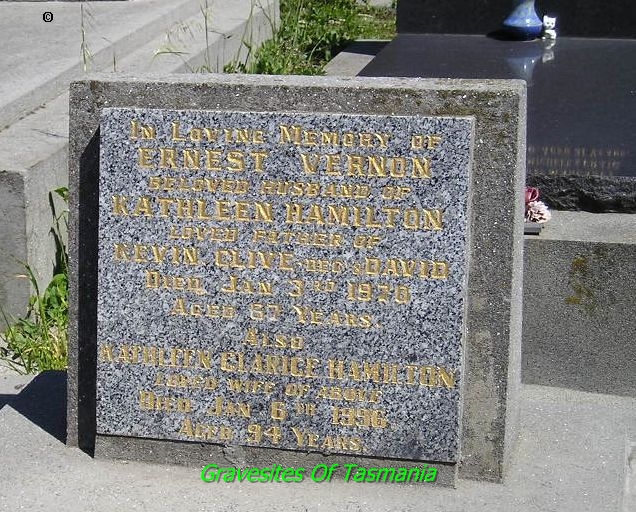 ©
In Loving Memory Of
ERNEST VERNON
BELOVED HUSBAND OF
KATHLEEN HAMILTON
LOVED FATHER OF
KEVIN CLIVE DEC'D & DAVID
Died Jan 3RD 1970
Aged 67 Years.
Also
KATHLEEN CLARICE HAMILTON
LOVED WIFE OF ABOVE
Died Jan 6TH 1996
Aged 94 Years
Gravesites Of Tasmania